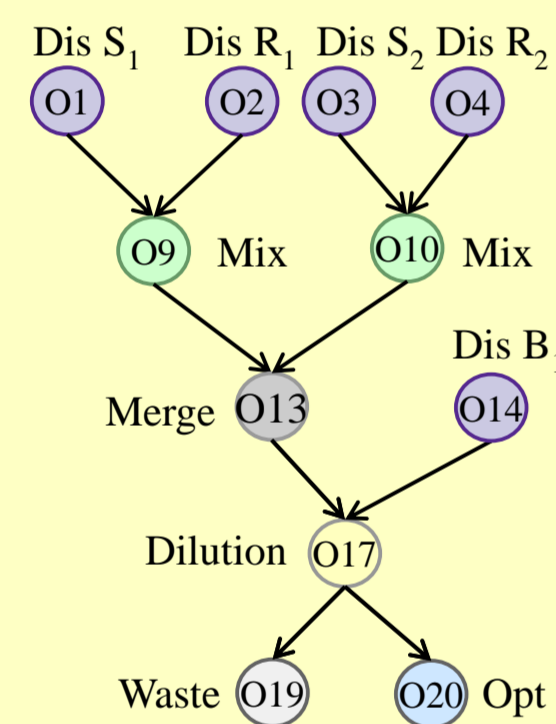 Dis S1 Dis R1 Dis S2 Dis R2
O1 O2 O3 O4
O9 Mix O10 Mix
Dis B
Merge O13 O14
Dilution O17
Waste O19 O20 Opt